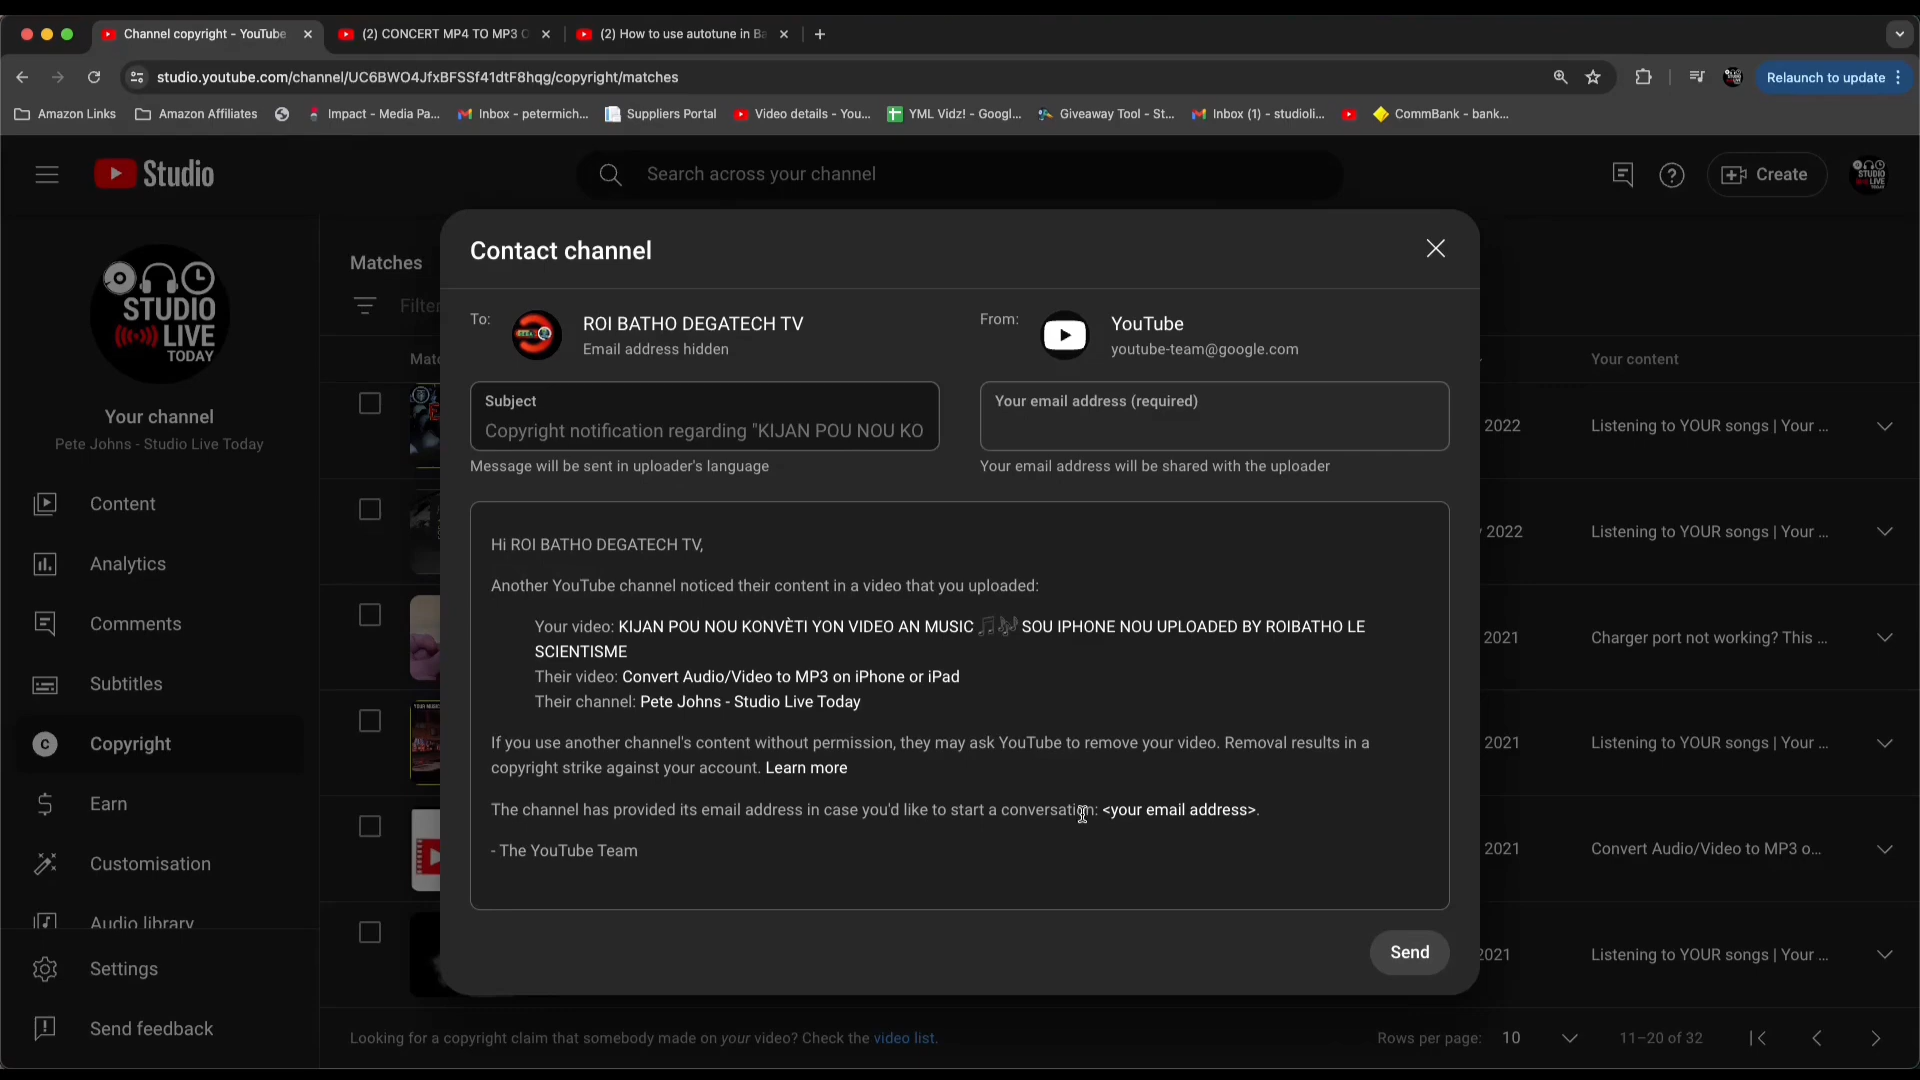 Channel copyright - YouTube
(2) CONCERT MP4 TO MP3
(2) How to use autotune in Ba
studio.youtube.com/channel/UC6BWO4JfxBFSSf41dtF8hqg/copyright/matches
Relaunch to update
Amazon Links
Amazon Affiliates
Impact - Media Pa...
Inbox - petermich...
Suppliers Portal
Video details - You...
YML Vidz! - Googl...
Giveaway Tool - St...
Inbox (1) - studioli...
CommBank - bank...
Studio
Search across your channel
Create
STUDIO
LIVE
TODAY
Your channel
Pete Johns - Studio Live Today
Content
Analytics
Comments
Subtitles
Copyright
Earn
Customisation
Audio library
Settings
Send feedback
Matches
Filter
Contact channel
To:
ROI BATHO DEGATECH TV
Email address hidden
From:
YouTube
youtube-team@google.com
Subject
Copyright notification regarding "KIJAN POU NOU KO
Message will be sent in uploader's language
Your email address (required)
Your email address will be shared with the uploader
Hi ROI BATHO DEGATECH TV,
Another YouTube channel noticed their content in a video that you uploaded:
Your video: KIJAN POU NOU KONVÈTI YON VIDEO AN MUSIC 🎵🎶 SOU IPHONE NOU UPLOADED BY ROIBATHO LE
SCIENTISME
Their video: Convert Audio/Video to MP3 on iPhone or iPad
Their channel: Pete Johns - Studio Live Today
If you use another channel's content without permission, they may ask YouTube to remove your video. Removal results in a
copyright strike against your account. Learn more
The channel has provided its email address in case you'd like to start a conversation: <your email address>.
- The YouTube Team
Send
Your content
2022
Listening to YOUR songs | Your ...
2022
Listening to YOUR songs | Your ...
2021
Charger port not working? This ...
2021
Listening to YOUR songs | Your ...
2021
Convert Audio/Video to MP3 o...
2021
Listening to YOUR songs | Your ...
Looking for a copyright claim that somebody made on your video? Check the video list.
Rows per page:
10
11–20 of 32